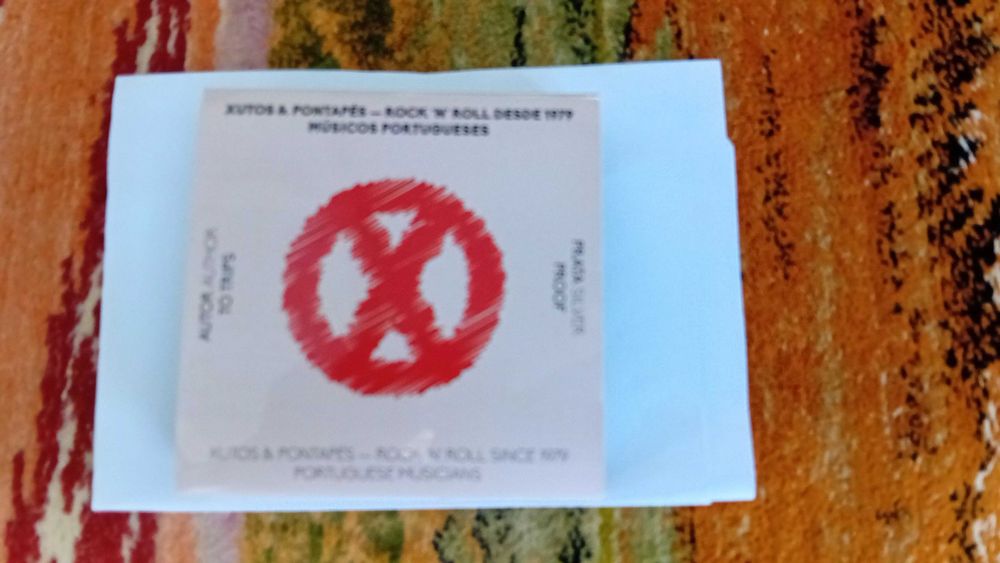 XUTOS & PONTAPÉS — ROCK 'N' ROLL DESDE 1979
MÚSICOS PORTUGUESES
AUTOR AUTHOR
TO TRIPS
PRATA SILVER
PROOF
XUTOS & PONTAPÉS — ROCK 'N' ROLL SINCE 1979
PORTUGUESE MUSICIANS